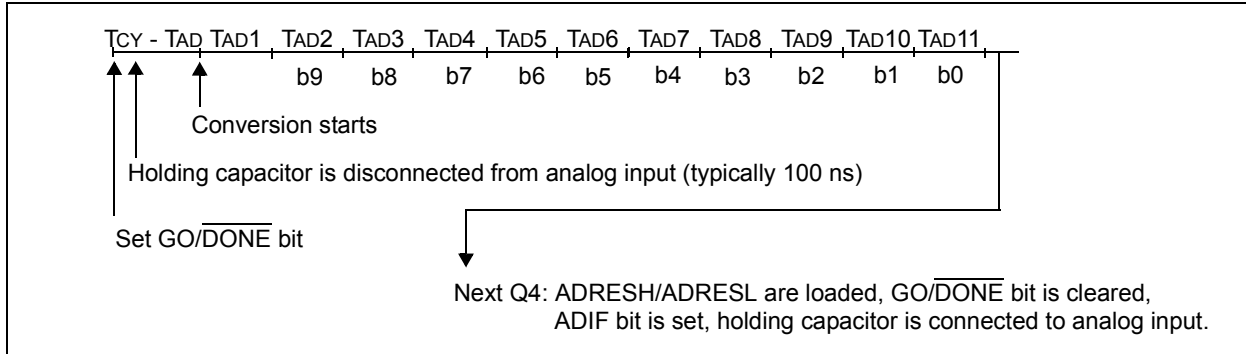 TCY - TAD TAD1 TAD2 TAD3 TAD4 TAD5 TAD6 TAD7 TAD8 TAD9 TAD10 TAD11
b9 b8 b7 b6 b5 b4 b3 b2 b1 b0
Conversion starts
Holding capacitor is disconnected from analog input (typically 100 ns)
Set GO/DONE bit
Next Q4: ADRESH/ADRESL are loaded, GO/DONE bit is cleared,
ADIF bit is set, holding capacitor is connected to analog input.